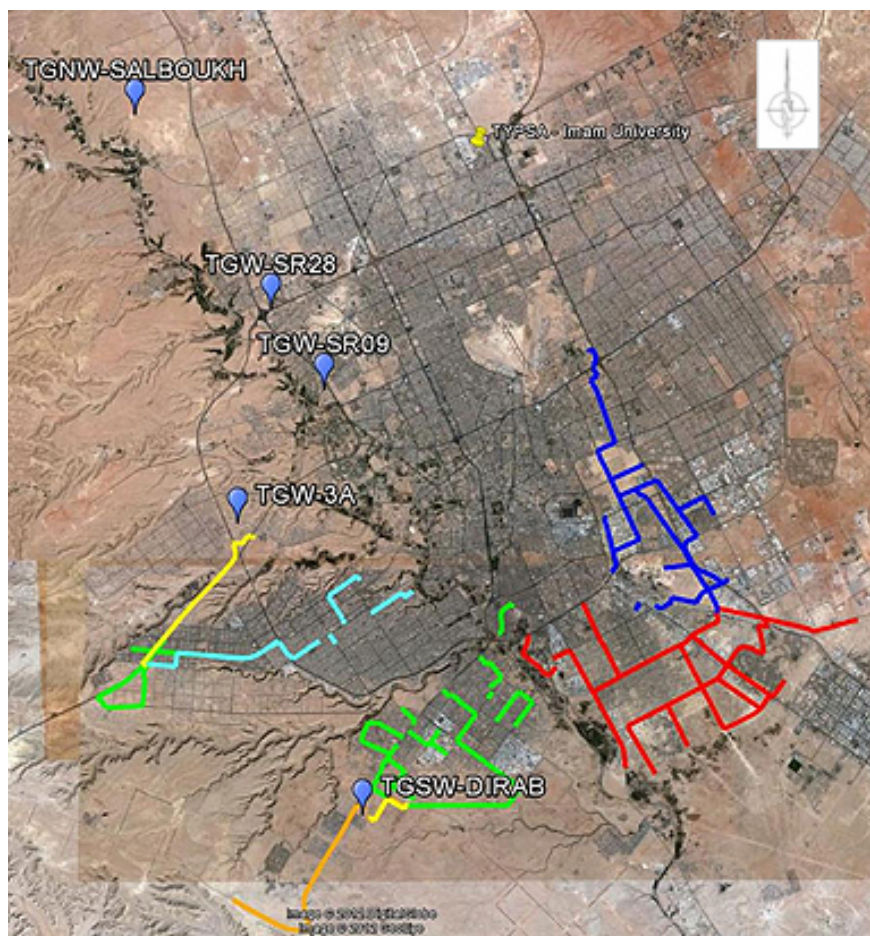 TGNW-SALBOUKH
TYPSA - Imam University
TGW-SR28
TGW-SR09
TGW-3A
TGSW-DIRAB
Image © 2012 DigitalGlobe
Image © 2012 GeoEye